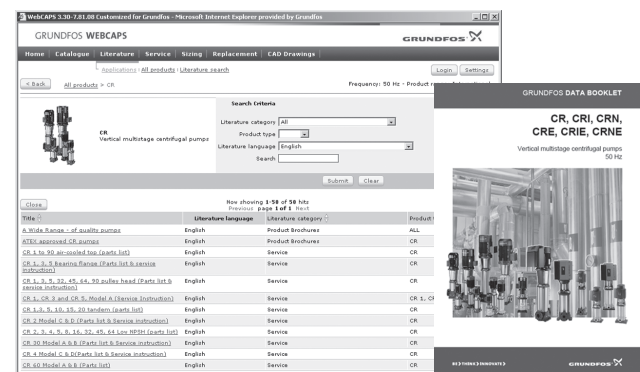 WebCAPS 3.30-7.81.08 Customized for Grundfos - Microsoft Internet Explorer provided by Grundfos
GRUNDFOS WEBCAPS
GRUNDFOS
Home Catalogue Literature Service Sizing Replacement CAD Drawings
Applications All products Literature search
Login Settings
< Back All products > CR
Frequency: 50 Hz - Product
Search Criteria
Literature category All
CR
Vertical multistage centrifugal pumps
Product type
Literature language English
Search
Submit Clear
Close
Now showing 1-58 of 58 hits
Previous page 1 of 1 Next
Title Literature language Literature category Product
A Wide Range - of quality pumps English Product Brochures ALL
ATEX approved CR pumps English Product Brochures CR
CR 1 to 90 air-cooled top (parts list) English Service CR
CR 1, 3, 5 Bearing flange (Parts list & service
instruction) English Service CR
CR 1, 3, 5, 32, 45, 64, 90 pulley head (Parts list &
service instruction) English Service CR
CR 1, CR 3 and CR 5, Model A (Service Instruction) English Service CR 1, CR
CR 1,3, 5, 10, 15, 20 tandem (parts list) English Service CR
CR 2 Model C & D (Parts list & Service instruction) English Service CR
CR 2, 3, 4, 5, 8, 16, 32, 45, 64 Low NPSH (parts list) English Service CR
CR 30 Model A & B (Parts list & Service instruction) English Service CR
CR 4 Model C & D(Parts list & Service instruction) English Service CR
CR 60 Model A & B (Parts list) English Service CR
GRUNDFOS DATA BOOKLET
CR, CRI, CRN,
CRE, CRIE, CRNE
Vertical multistage centrifugal pumps
50 Hz
BE > THINK > INNOVATE >
GRUNDFOS